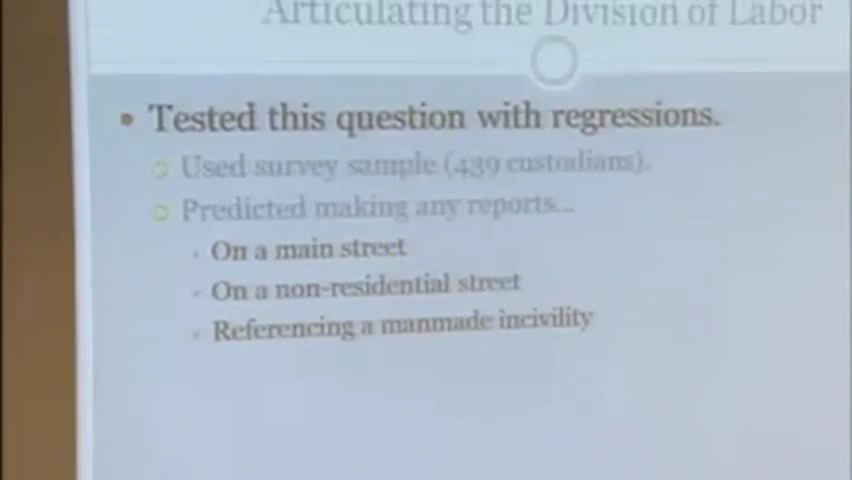 Articulating the Division of Labor
Tested this question with regressions.
Used survey sample (439 custodians).
Predicted making any reports...
On a main street
On a non-residential street
Referencing a manmade incivility